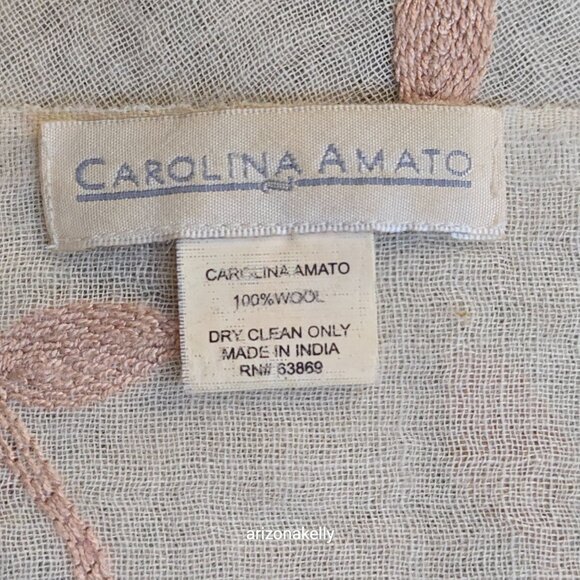 CAROLINA AMATO
CAROLINA AMATO
100% WOOL
DRY CLEAN ONLY
MADE IN INDIA
RN# 63869
arizonakelly